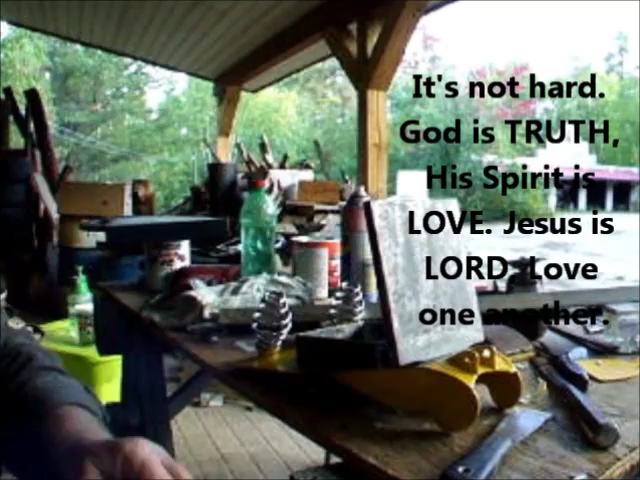 It's not hard.
God is TRUTH,
His Spirit is
LOVE. Jesus is
LORD. Love
one another.